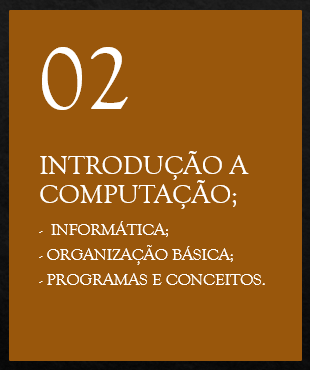 02
INTRODUÇÃO A
COMPUTAÇÃO;
- INFORMÁTICA;
- ORGANIZAÇÃO BÁSICA;
- PROGRAMAS E CONCEITOS.